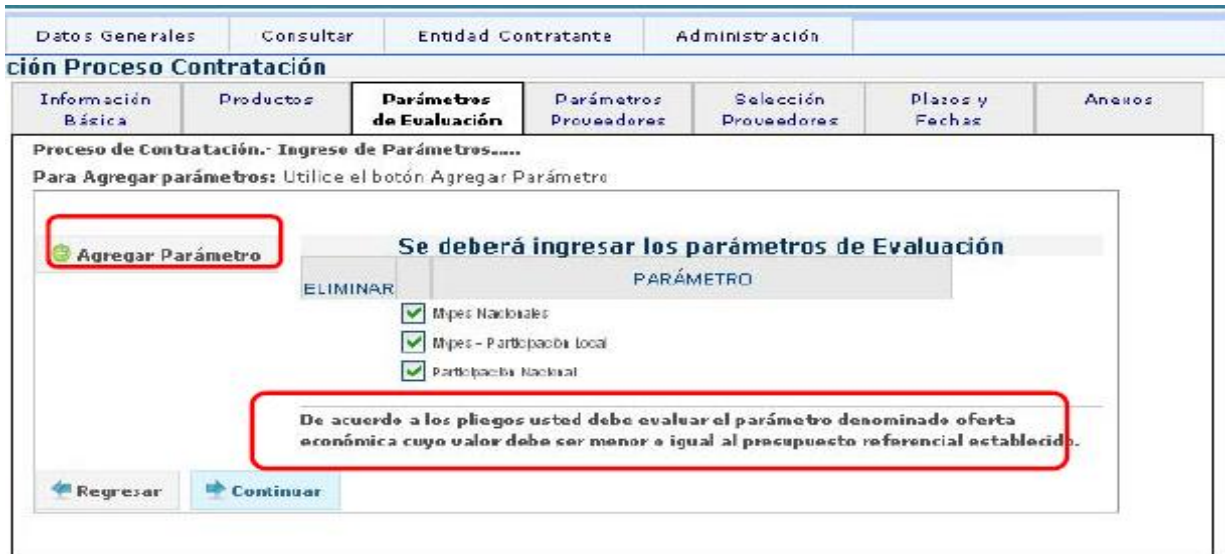 Datos Generales Consultar Entidad Contratante Administración
ción Proceso Contratación
Información Básica Productos Parámetros de Evaluación Parámetros Proveedores Selección Proveedores Plazos y Fechas Anexos
Proceso de Contratación.- Ingreso de Parámetros.....
Para Agregar parámetros: Utilice el botón Agregar Parámetro
Agregar Parámetro
Se deberá ingresar los parámetros de Evaluación
ELIMINAR PARÁMETRO
Mipes Nacionales
Mipes - Participación Local
Participación Nacional
De acuerdo a los pliegos usted debe evaluar el parámetro denominado oferta
económica cuyo valor debe ser menor o igual al presupuesto referencial establecido.
Regresar Continuar